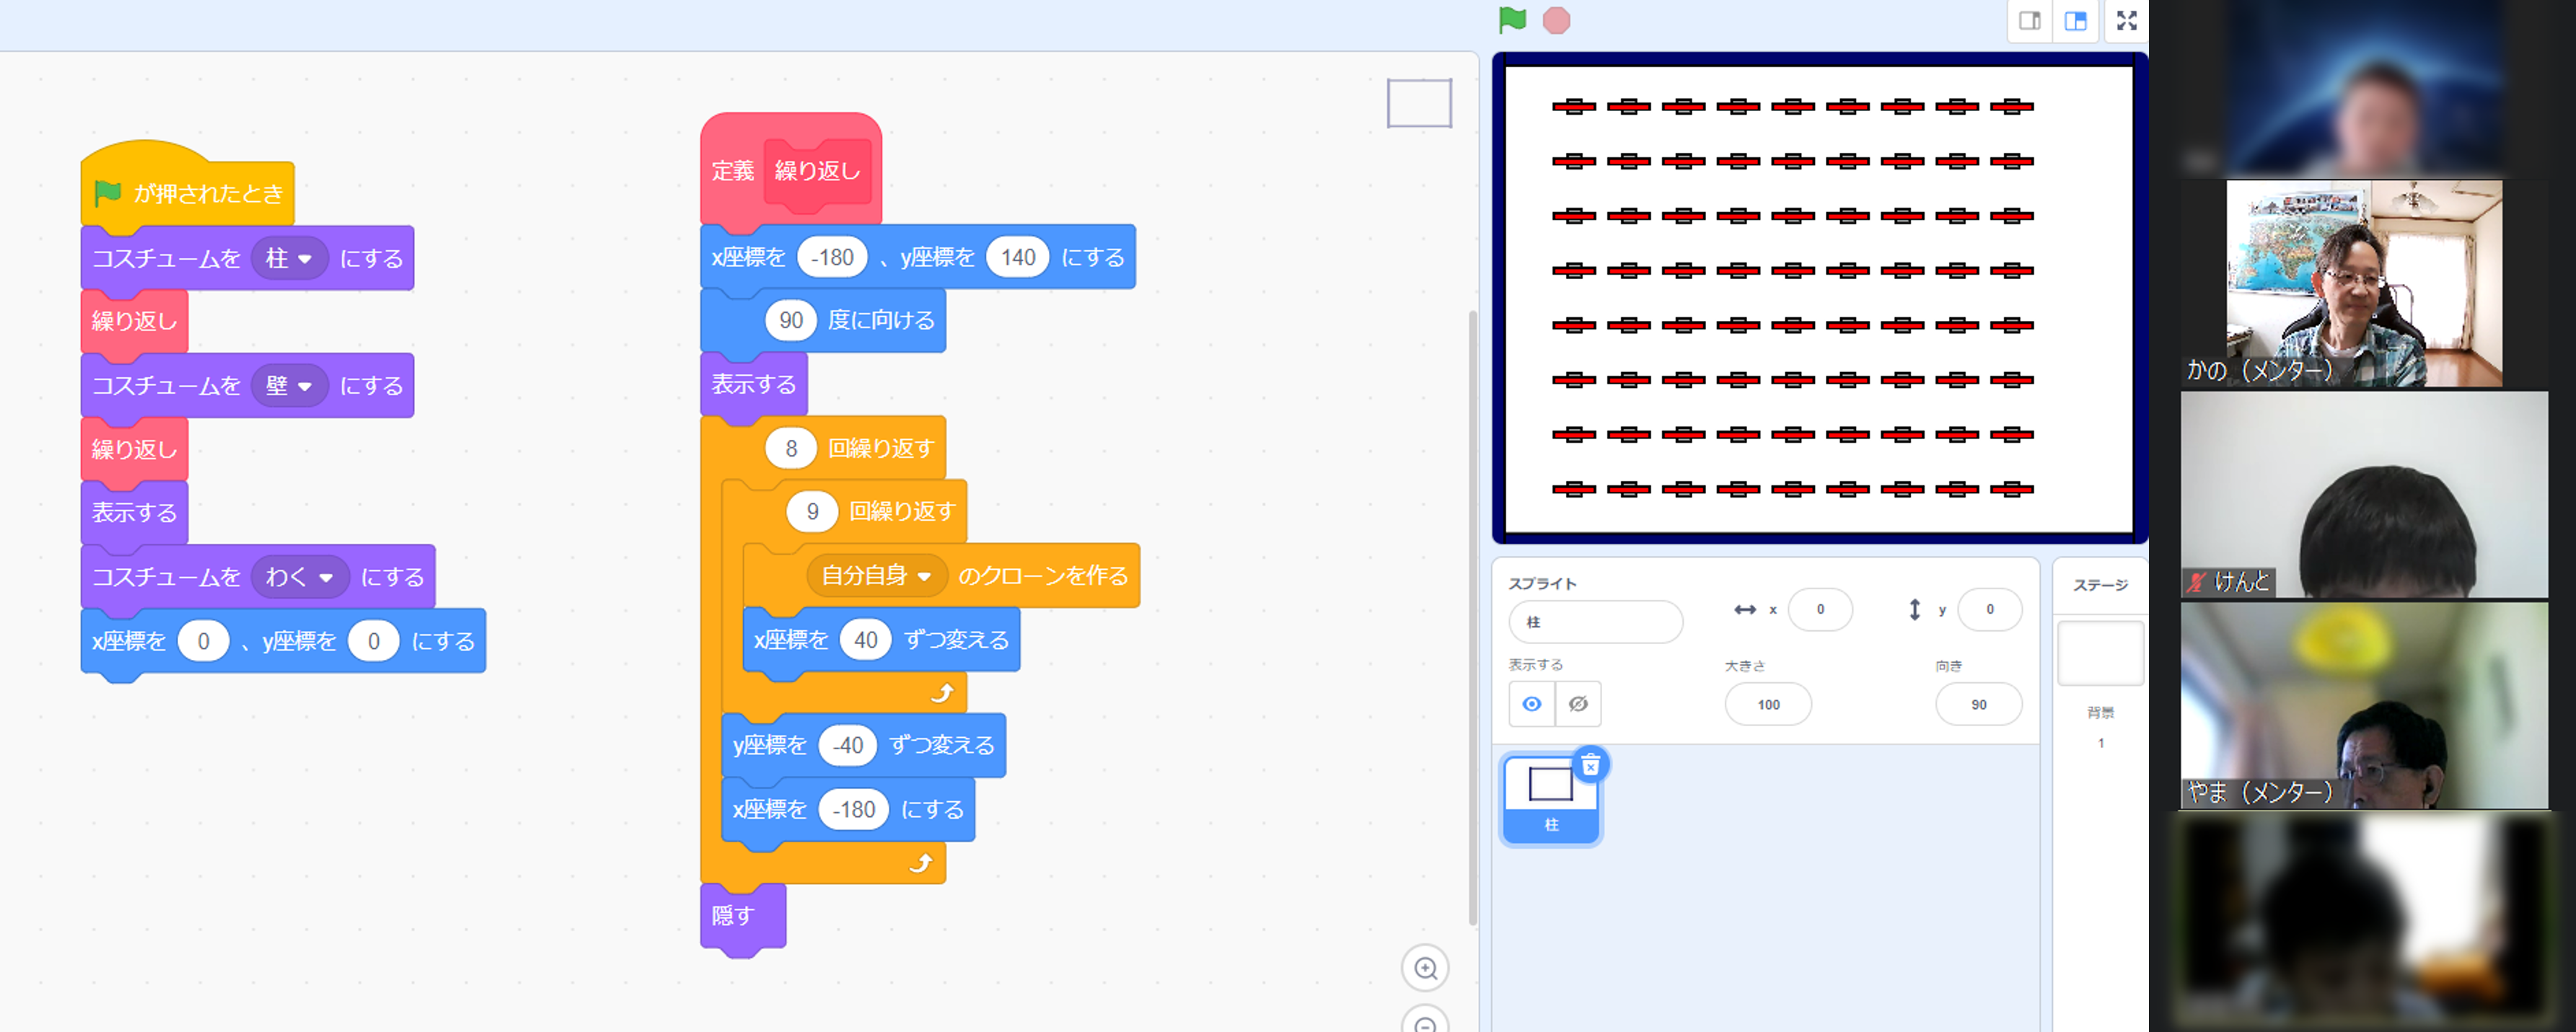 が押されたとき
コスチュームを 柱 にする
繰り返し
コスチュームを 壁 にする
繰り返し
表示する
コスチュームを わく にする
x座標を 0 、y座標を 0 にする
定義 繰り返し
x座標を -180 、y座標を 140 にする
90 度に向ける
表示する
8 回繰り返す
9 回繰り返す
自分自身 のクローンを作る
x座標を 40 ずつ変える
y座標を -40 ずつ変える
x座標を -180 にする
隠す
スプライト
柱
x 0
y 0
表示する
大きさ
100
向き
90
柱
ステージ
背景
1
かの（メンター）
けんと
やま（メンター）